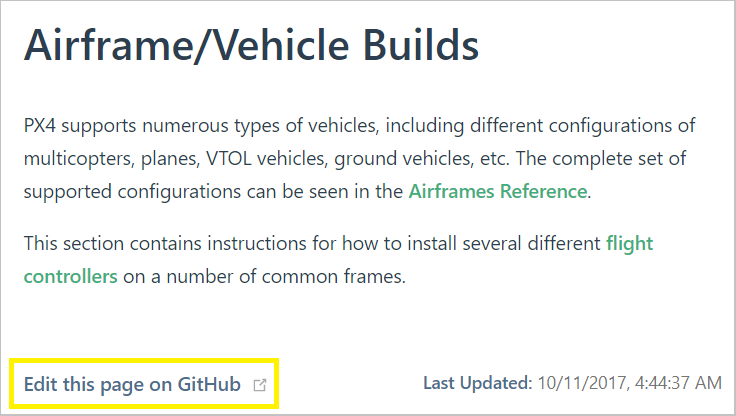 Airframe/Vehicle Builds
PX4 supports numerous types of vehicles, including different configurations of
multicopters, planes, VTOL vehicles, ground vehicles, etc. The complete set of
supported configurations can be seen in the Airframes Reference.
This section contains instructions for how to install several different flight
controllers on a number of common frames.
Edit this page on GitHub
Last Updated: 10/11/2017, 4:44:37 AM